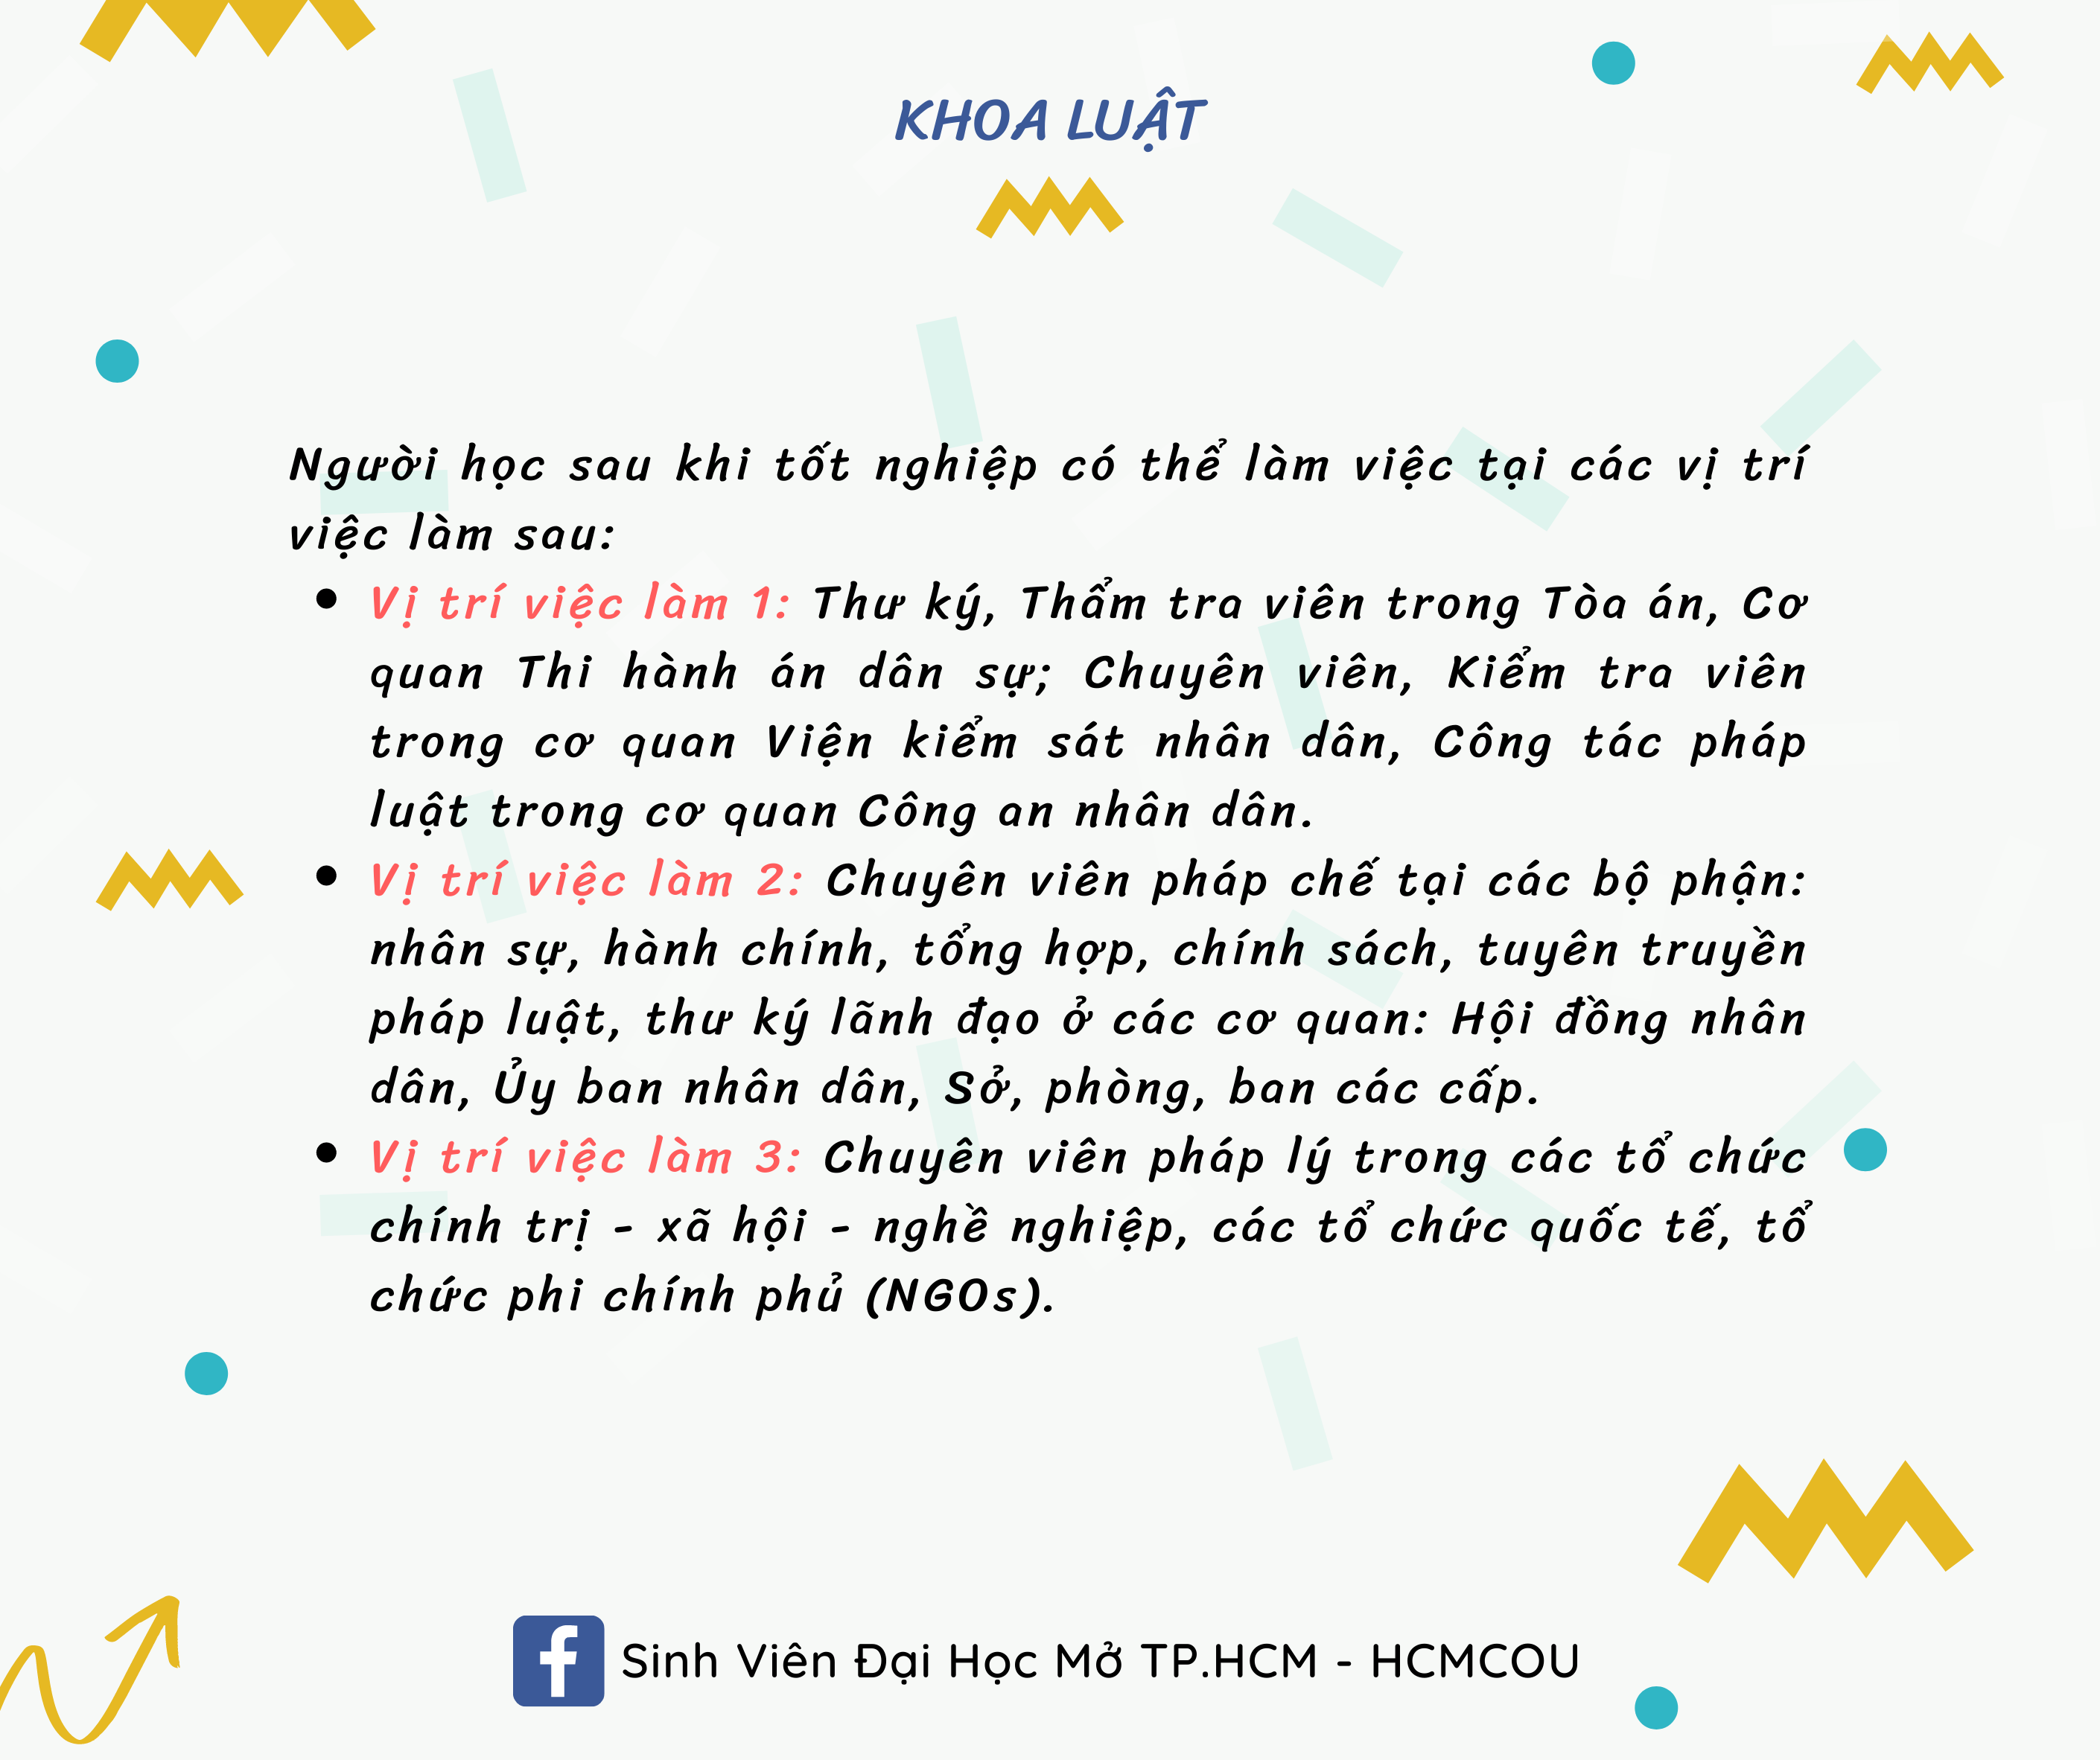 KHOA LUẬT
Người học sau khi tốt nghiệp có thể làm việc tại các vị trí
việc làm sau:
• Vị trí việc làm 1: Thư ký, Thẩm tra viên trong Tòa án, Cơ
quan Thi hành án dân sự; Chuyên viên, Kiểm tra viên
trong cơ quan Viện kiểm sát nhân dân, Công tác pháp
luật trong cơ quan Công an nhân dân.
• Vị trí việc làm 2: Chuyên viên pháp chế tại các bộ phận:
nhân sự, hành chính, tổng hợp, chính sách, tuyên truyền
pháp luật, thư ký lãnh đạo ở các cơ quan: Hội đồng nhân
dân, Ủy ban nhân dân, Sở, phòng, ban các cấp.
• Vị trí việc làm 3: Chuyên viên pháp lý trong các tổ chức
chính trị - xã hội - nghề nghiệp, các tổ chức quốc tế, tổ
chức phi chính phủ (NGOs).
Sinh Viên Đại Học Mở TP.HCM - HCMCOU